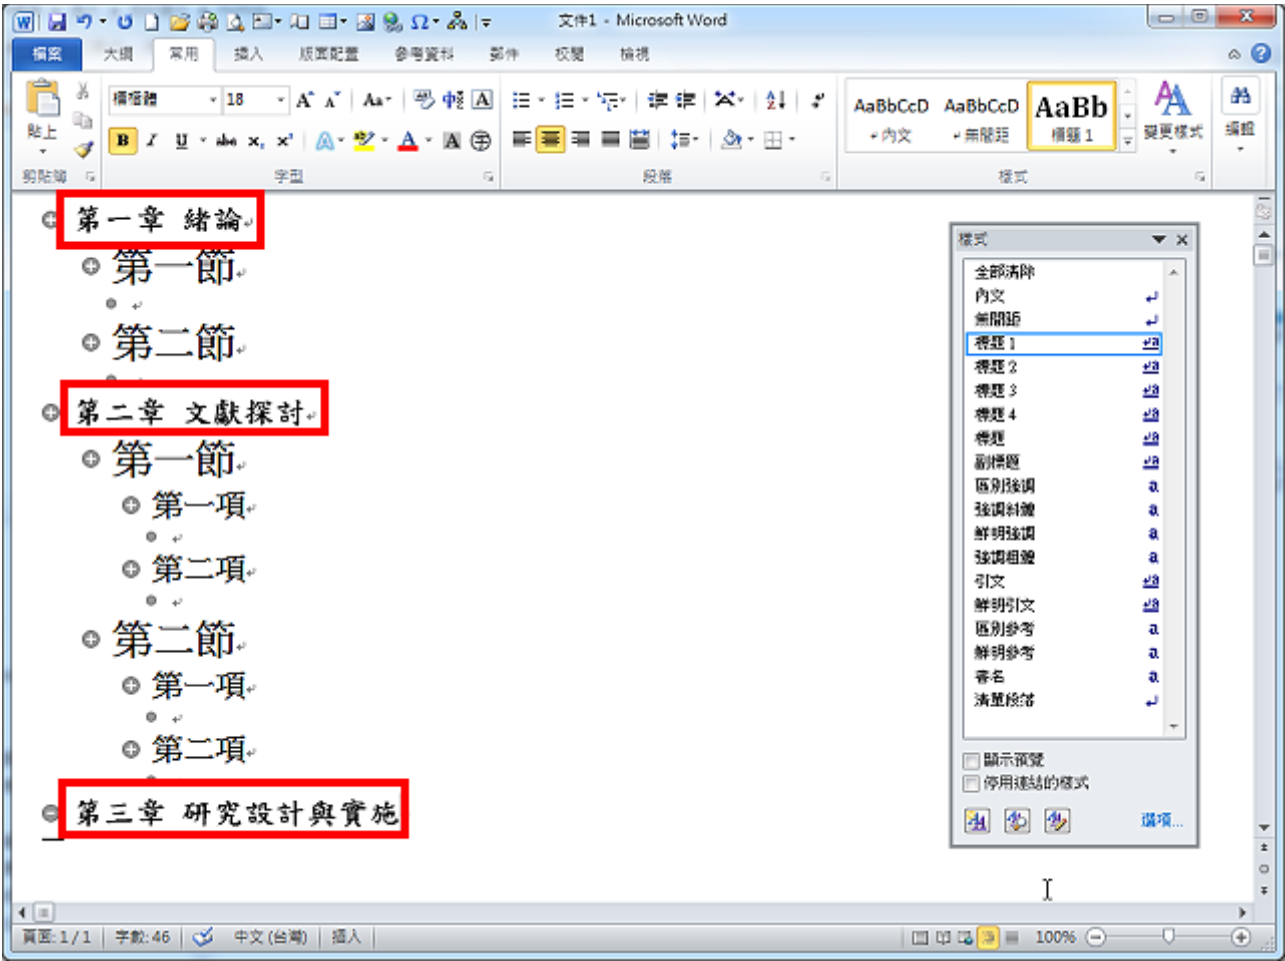 文件1 - Microsoft Word
檔案 大綱 常用 插入 版面配置 參考資料 郵件 校閱 檢視
貼上
標楷體 18
AaBbCcD AaBbCcD AaBb
內文 無間距 標題 1
變更樣式 編輯
剪貼簿 字型 段落 樣式
第一章 緒論
第一節
第二節
第二章 文獻探討
第一節
第一項
第二項
第二節
第一項
第二項
第三章 研究設計與實施
樣式
全部清除
內文
無間距
標題 1
標題 2
標題 3
標題 4
標題
副標題
區別強調
強調斜體
鮮明強調
強調粗體
引文
鮮明引文
區別參考
鮮明參考
書名
清單段落
顯示預覽
停用連結的樣式
選項...
頁面: 1/1 字數: 46 中文(台灣) 插入 100%